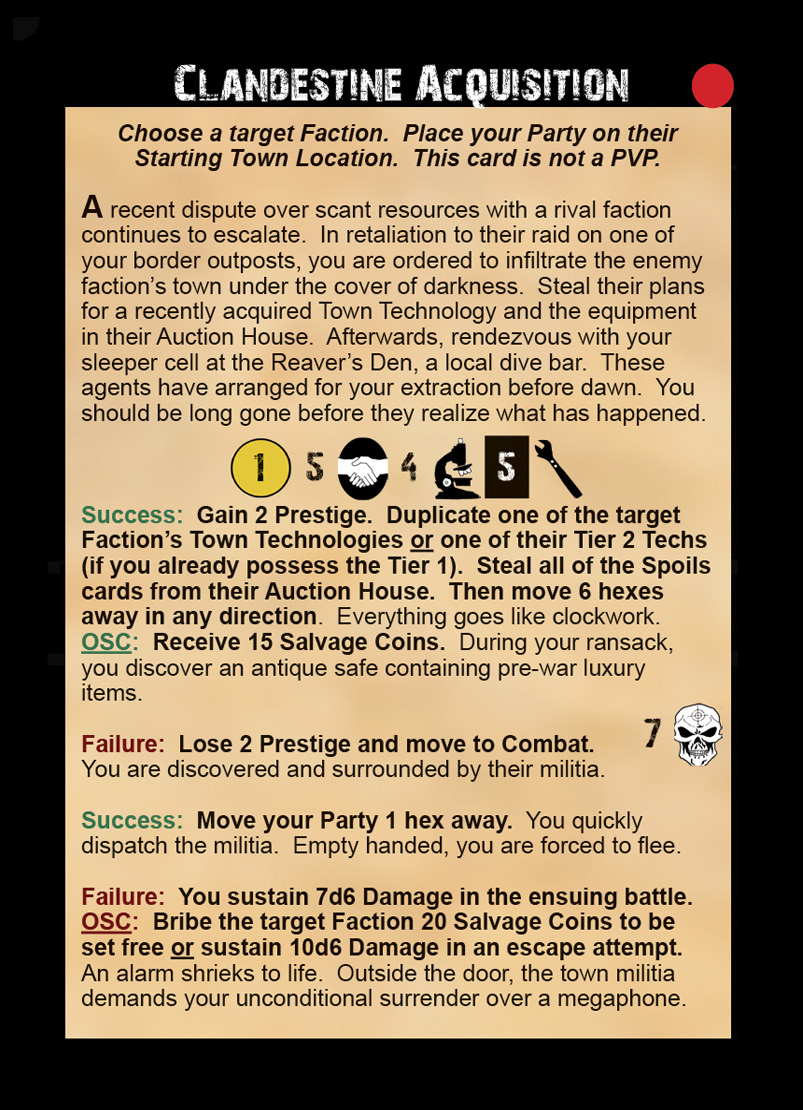 CLANDESTINE ACQUISITION
Choose a target Faction.  Place your Party on their
Starting Town Location.  This card is not a PVP.
A recent dispute over scant resources with a rival faction
continues to escalate.  In retaliation to their raid on one of
your border outposts, you are ordered to infiltrate the enemy
faction’s town under the cover of darkness.  Steal their plans
for a recently acquired Town Technology and the equipment
in their Auction House.  Afterwards, rendezvous with your
sleeper cell at the Reaver’s Den, a local dive bar.  These
agents have arranged for your extraction before dawn.  You
should be long gone before they realize what has happened.
1 5 4 5
Success:  Gain 2 Prestige.  Duplicate one of the target
Faction’s Town Technologies or one of their Tier 2 Techs
(if you already possess the Tier 1).  Steal all of the Spoils
cards from their Auction House.  Then move 6 hexes
away in any direction.  Everything goes like clockwork.
OSC:  Receive 15 Salvage Coins.  During your ransack,
you discover an antique safe containing pre-war luxury
items.
7
Failure:  Lose 2 Prestige and move to Combat.
You are discovered and surrounded by their militia.
Success:  Move your Party 1 hex away.  You quickly
dispatch the militia.  Empty handed, you are forced to flee.
Failure:  You sustain 7d6 Damage in the ensuing battle.
OSC:  Bribe the target Faction 20 Salvage Coins to be
set free or sustain 10d6 Damage in an escape attempt.
An alarm shrieks to life.  Outside the door, the town militia
demands your unconditional surrender over a megaphone.